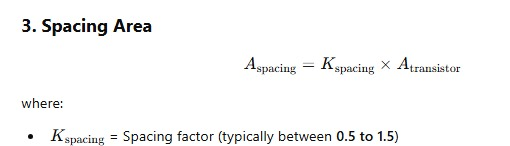 3. Spacing Area
A_spacing = K_spacing × A_transistor
where:
• K_spacing = Spacing factor (typically between 0.5 to 1.5)